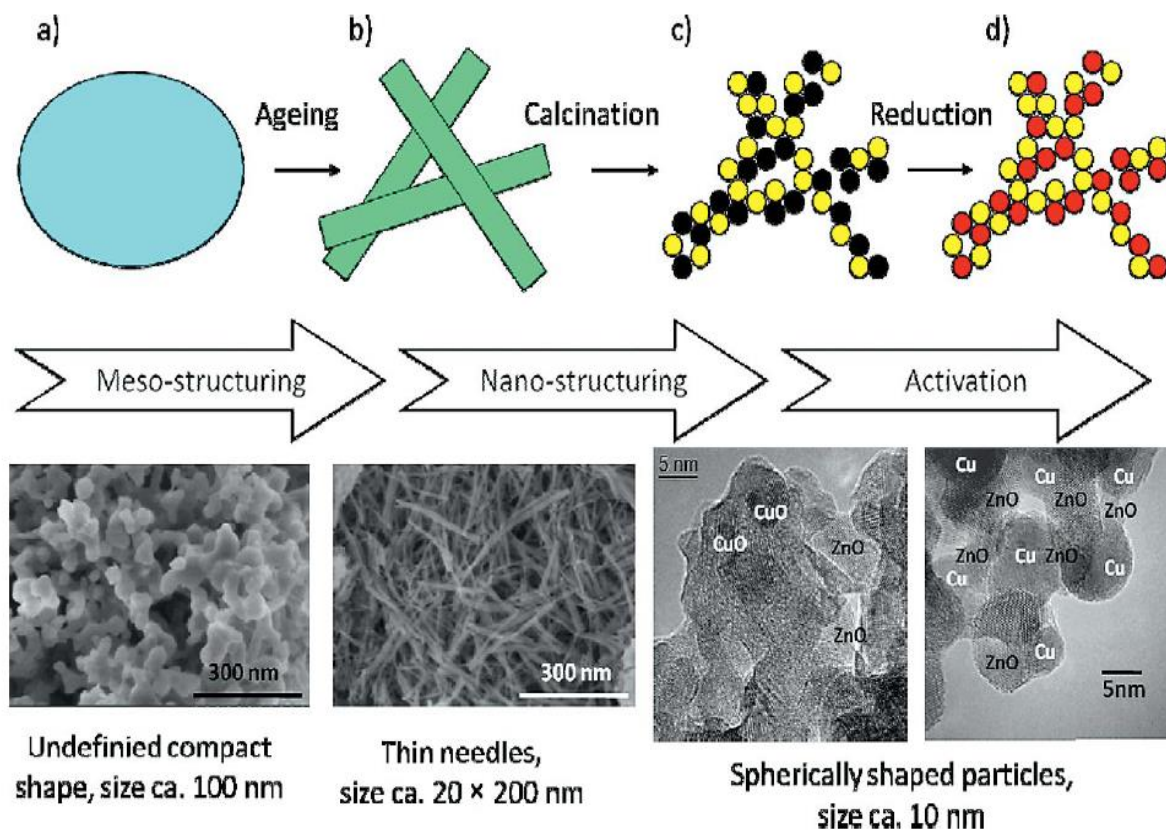 a)
b)
c)
d)
Ageing
Calcination
Reduction
Meso-structuring
Nano-structuring
Activation
300 nm
300 nm
5 nm
CuO
CuO
ZnO
ZnO
Cu
Cu
ZnO
ZnO
Cu
ZnO
ZnO
Cu
ZnO
Cu
Cu
ZnO
Cu
5nm
Undefinied compact
shape, size ca. 100 nm
Thin needles,
size ca. 20 × 200 nm
Spherically shaped particles,
size ca. 10 nm